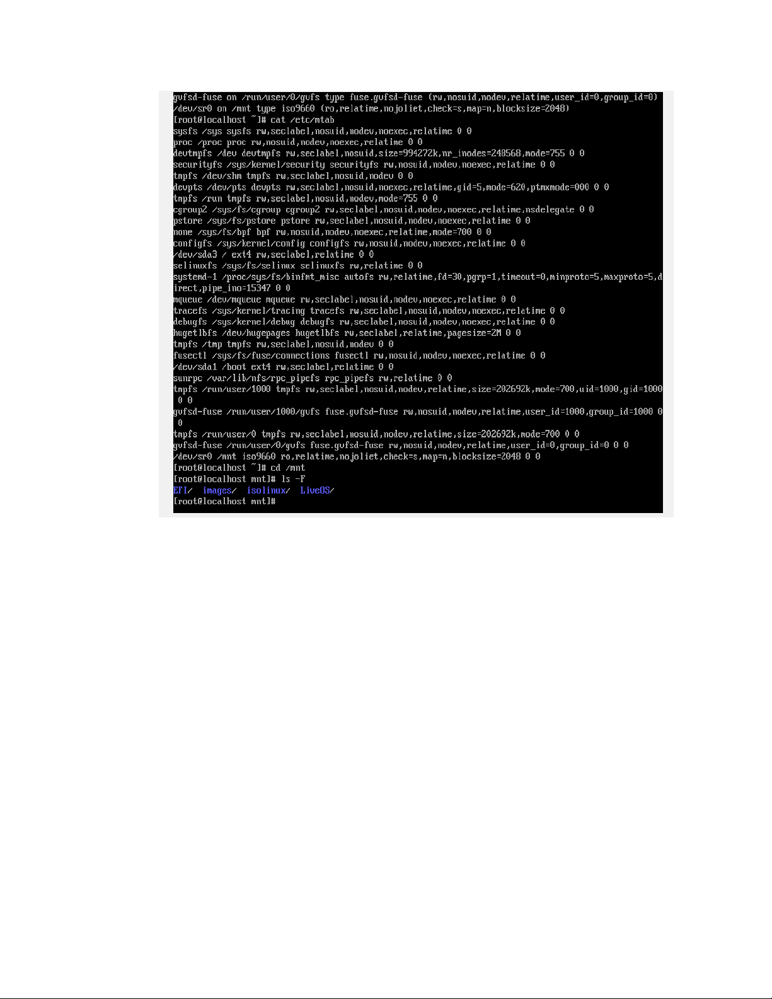 gvfsd-fuse on /run/user/0/gvfs type fuse.gvfsd-fuse (rw,nosuid,nodev,relatime,user_id=0,group_id=0)
/dev/sr0 on /mnt type iso9660 (ro,relatime,nojoliet,check=s,map=n,blocksize=2048)
[root@localhost ~]# cat /etc/mtab
sysfs /sys sysfs rw,seclabel,nosuid,nodev,noexec,relatime 0 0
proc /proc proc rw,nosuid,nodev,noexec,relatime 0 0
devtmpfs /dev devtmpfs rw,seclabel,nosuid,size=994272k,nr_inodes=248568,mode=755 0 0
securityfs /sys/kernel/security securityfs rw,nosuid,nodev,noexec,relatime 0 0
tmpfs /dev/shm tmpfs rw,seclabel,nosuid,nodev 0 0
devpts /dev/pts devpts rw,seclabel,nosuid,noexec,relatime,gid=5,mode=620,ptmxmode=000 0 0
tmpfs /run tmpfs rw,seclabel,nosuid,nodev,mode=755 0 0
cgroup2 /sys/fs/cgroup cgroup2 rw,seclabel,nosuid,nodev,noexec,relatime,nsdelegate 0 0
pstore /sys/fs/pstore pstore rw,seclabel,nosuid,nodev,noexec,relatime 0 0
none /sys/fs/bpf bpf rw,nosuid,nodev,noexec,relatime,mode=700 0 0
configfs /sys/kernel/config configfs rw,nosuid,nodev,noexec,relatime 0 0
/dev/sda3 / ext4 rw,seclabel,relatime 0 0
selinuxfs /sys/fs/selinux selinuxfs rw,relatime 0 0
systemd-1 /proc/sys/fs/binfmt_misc autofs rw,relatime,fd=30,pgrp=1,timeout=0,minproto=5,maxproto=5,d
irect,pipe_ino=15347 0 0
mqueue /dev/mqueue mqueue rw,seclabel,nosuid,nodev,noexec,relatime 0 0
tracefs /sys/kernel/tracing tracefs rw,seclabel,nosuid,nodev,noexec,relatime 0 0
debugfs /sys/kernel/debug debugfs rw,seclabel,nosuid,nodev,noexec,relatime 0 0
hugetlbfs /dev/hugepages hugetlbfs rw,seclabel,relatime,pagesize=2M 0 0
tmpfs /tmp tmpfs rw,seclabel,nosuid,nodev 0 0
fusectl /sys/fs/fuse/connections fusectl rw,nosuid,nodev,noexec,relatime 0 0
/dev/sda1 /boot ext4 rw,seclabel,relatime 0 0
sunrpc /var/lib/nfs/rpc_pipefs rpc_pipefs rw,relatime 0 0
tmpfs /run/user/1000 tmpfs rw,seclabel,nosuid,nodev,relatime,size=202692k,mode=700,uid=1000,gid=1000
 0 0
gvfsd-fuse /run/user/1000/gvfs fuse.gvfsd-fuse rw,nosuid,nodev,relatime,user_id=1000,group_id=1000 0
 0
tmpfs /run/user/0 tmpfs rw,seclabel,nosuid,nodev,relatime,size=202692k,mode=700 0 0
gvfsd-fuse /run/user/0/gvfs fuse.gvfsd-fuse rw,nosuid,nodev,relatime,user_id=0,group_id=0 0 0
/dev/sr0 /mnt iso9660 ro,relatime,nojoliet,check=s,map=n,blocksize=2048 0 0
[root@localhost ~]# cd /mnt
[root@localhost mnt]# ls -F
EFI/  images/  isolinux/  LiveOS/
[root@localhost mnt]#